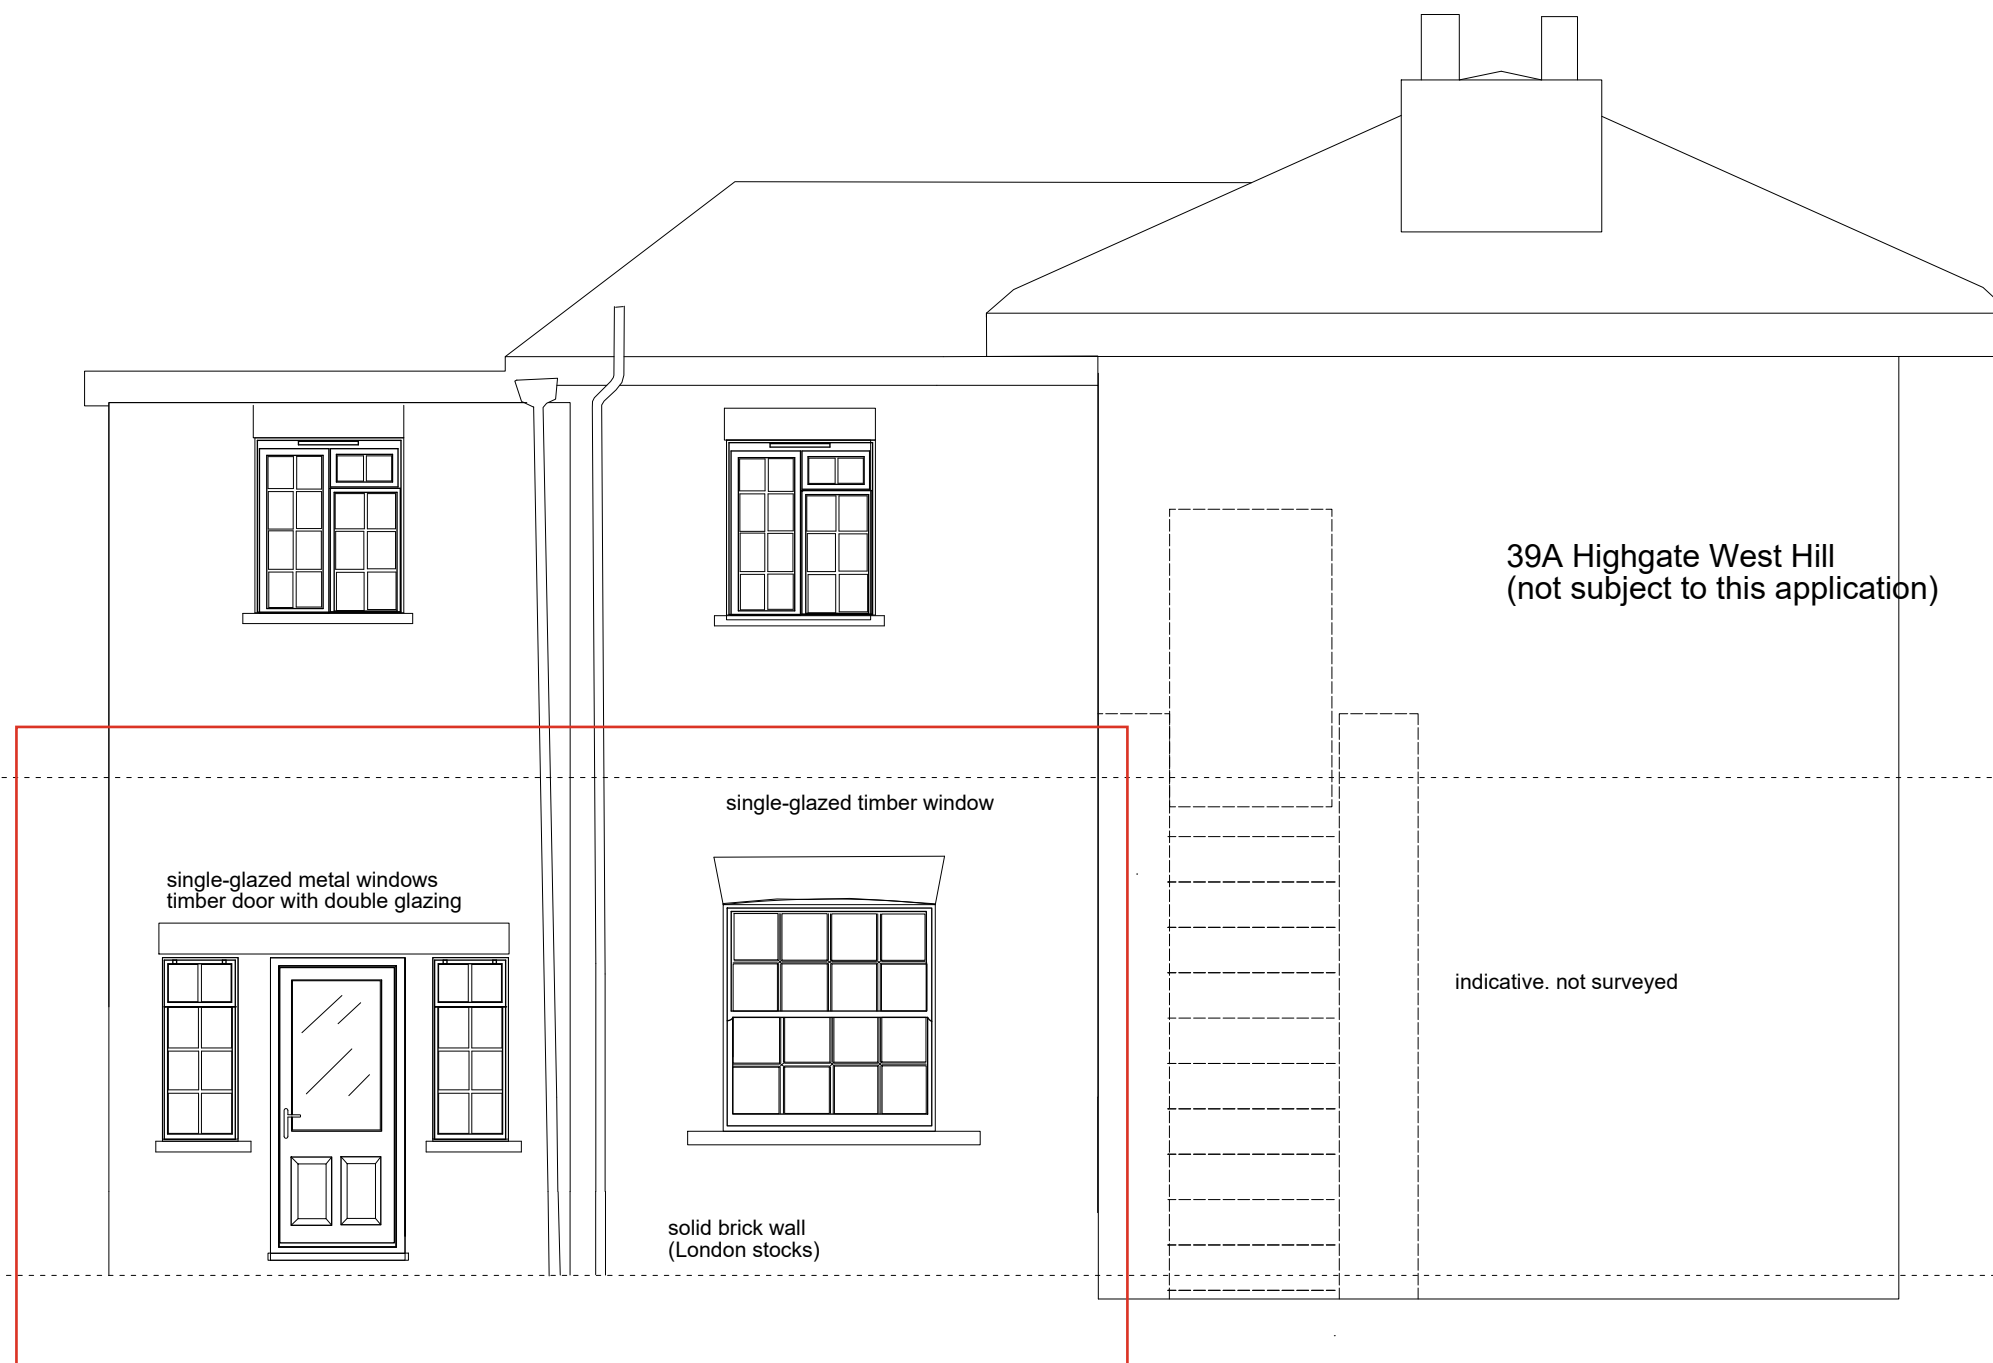 39A Highgate West Hill
(not subject to this application)
single-glazed timber window
single-glazed metal windows
timber door with double glazing
indicative. not surveyed
solid brick wall
(London stocks)